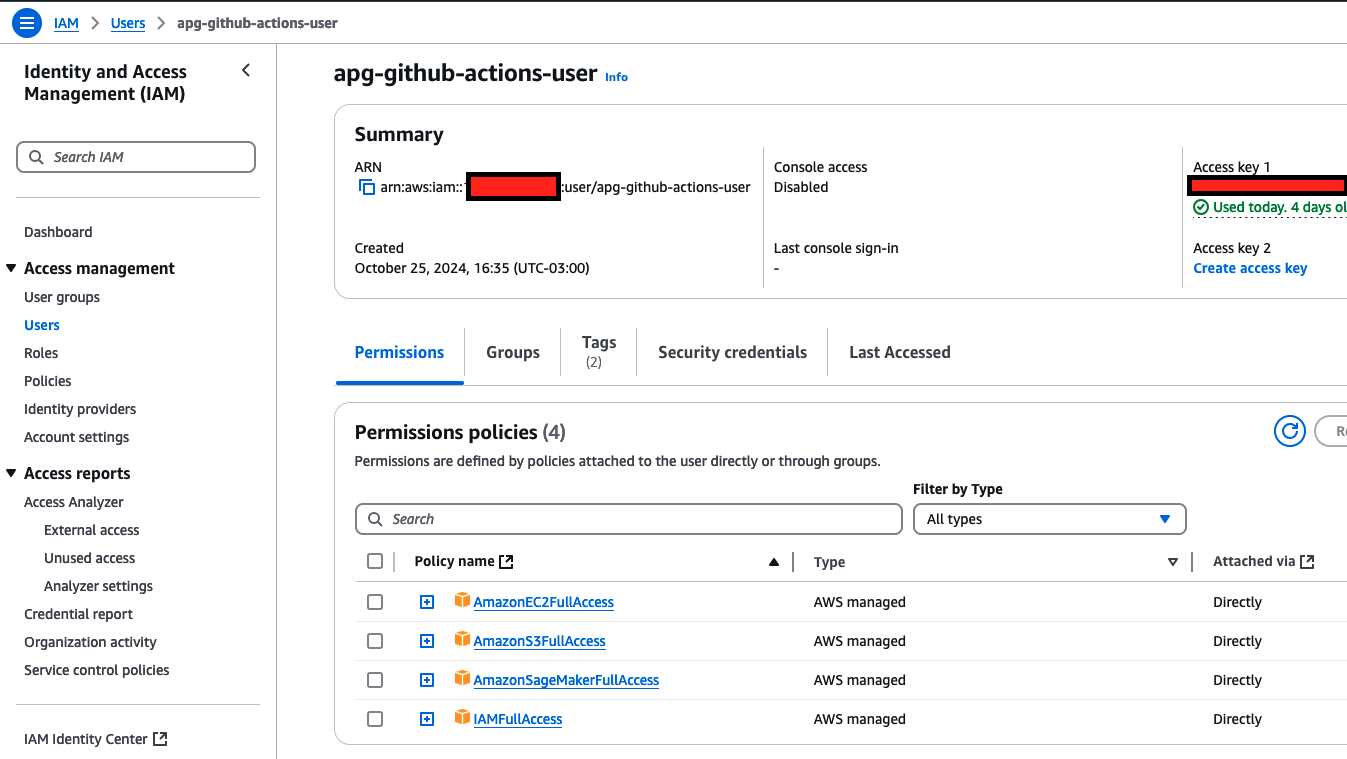 IAM > Users > apg-github-actions-user
Identity and Access
Management (IAM)
Search IAM
Dashboard
Access management
User groups
Users
Roles
Policies
Identity providers
Account settings
Access reports
Access Analyzer
External access
Unused access
Analyzer settings
Credential report
Organization activity
Service control policies
IAM Identity Center
apg-github-actions-user Info
Summary
ARN
arn:aws:iam:: :user/apg-github-actions-user
Created
October 25, 2024, 16:35 (UTC-03:00)
Console access
Disabled
Last console sign-in
-
Access key 1
Used today. 4 days ol
Access key 2
Create access key
Permissions
Groups
Tags
(2)
Security credentials
Last Accessed
Permissions policies (4)
Permissions are defined by policies attached to the user directly or through groups.
Filter by Type
Search
All types
Policy name Type Attached via
AmazonEC2FullAccess AWS managed Directly
AmazonS3FullAccess AWS managed Directly
AmazonSageMakerFullAccess AWS managed Directly
IAMFullAccess AWS managed Directly